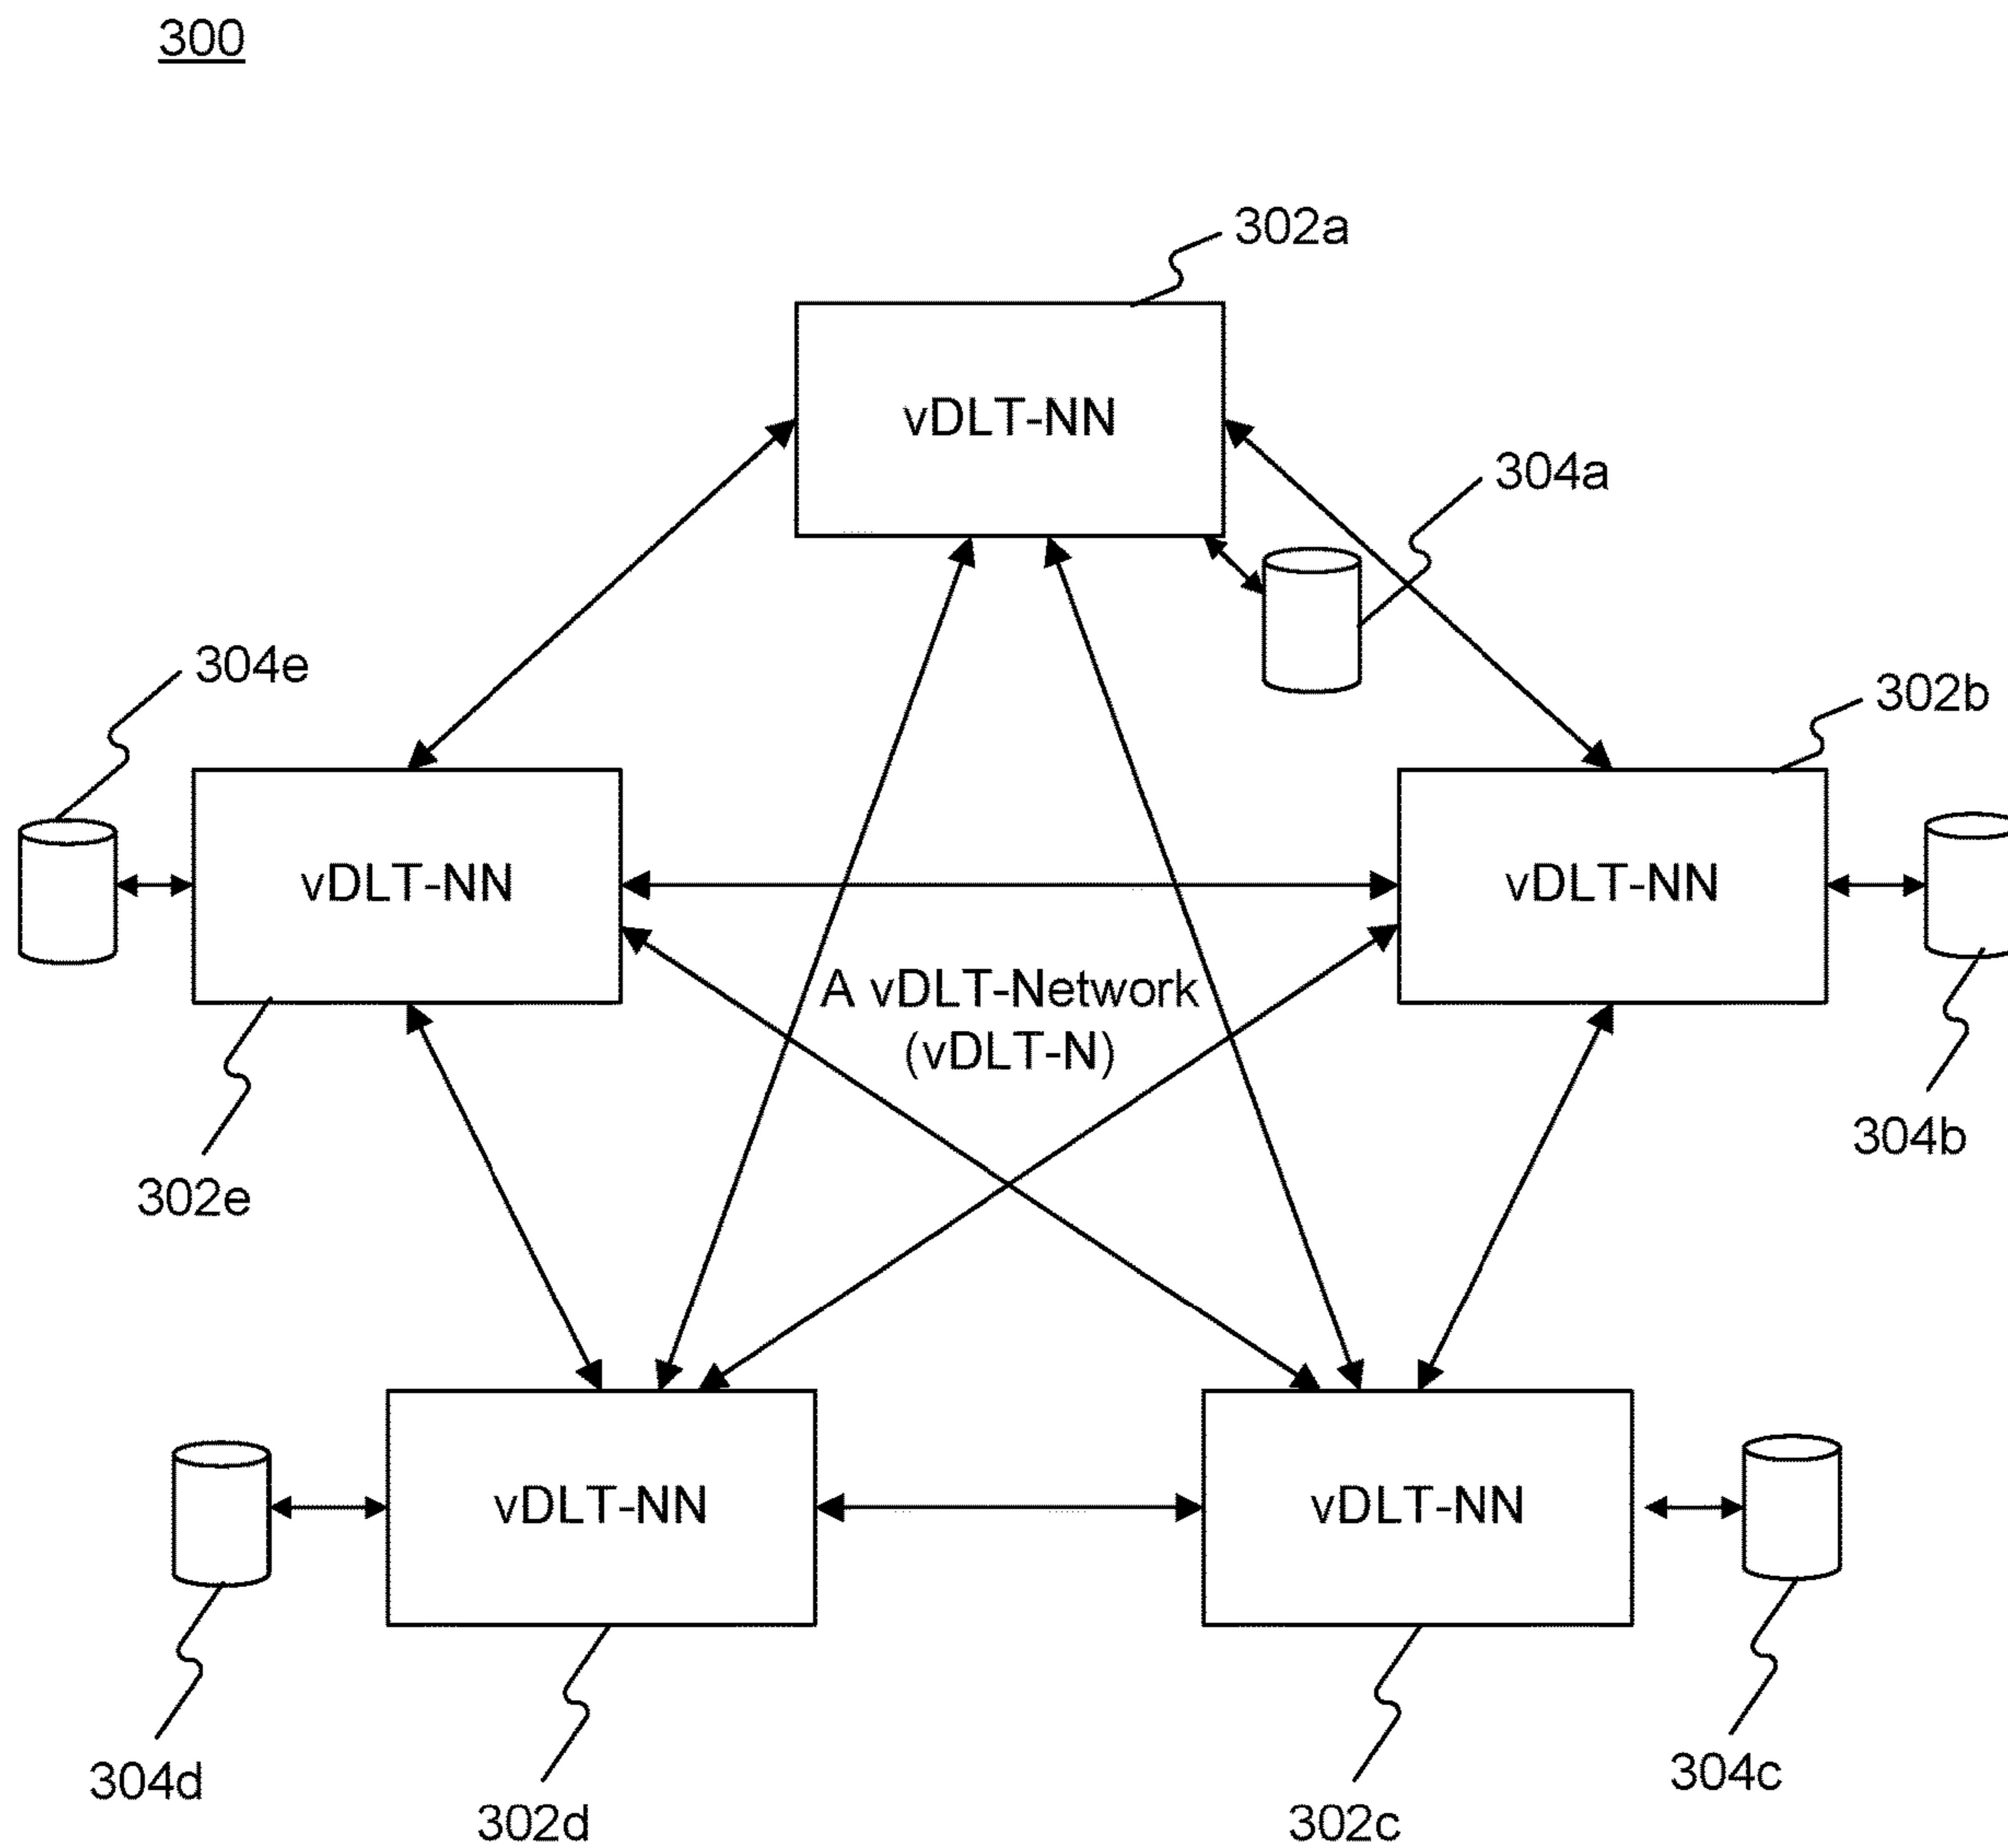 300
302a
vDLT-NN
304a
304e
302b
vDLT-NN
vDLT-NN
A vDLT-Network
(vDLT-N)
304b
302e
vDLT-NN
vDLT-NN
304d
304c
302d
302c